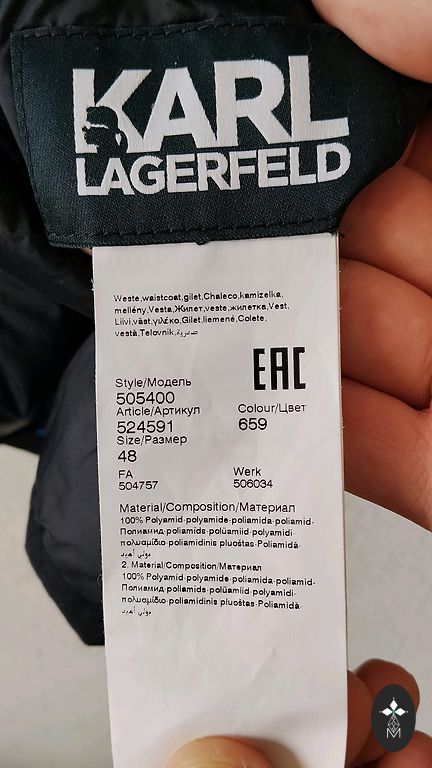 KARL
LAGERFELD
Weste,waistcoat,gilet,Chaleco,kamizelka,
mellény,Vesta,Жилет,veste,жилетка,Vest,
Liivi,väst,γιλέκο,Gilet,liemenė,Colete,
vestă,Telovnik,صدرية
EAC
Style/Модель
505400
Article/Артикул
Colour/Цвет
524591
659
Size/Размер
48
FA
Werk
504757
506034
Material/Composition/Материал
100% Polyamid-polyamide-poliamida-poliamid-
Полиамид-poliamids-polüamiid-polyamidi-
πολυαμίδιο-poliamidinis pluoštas-Poliamidă
2. Material/Composition/Материал
100% Polyamid-polyamide-poliamida-poliamid-
Полиамид-poliamids-polüamiid-polyamidi-
πολυαμίδιο-poliamidinis pluoštas-Poliamidă
M